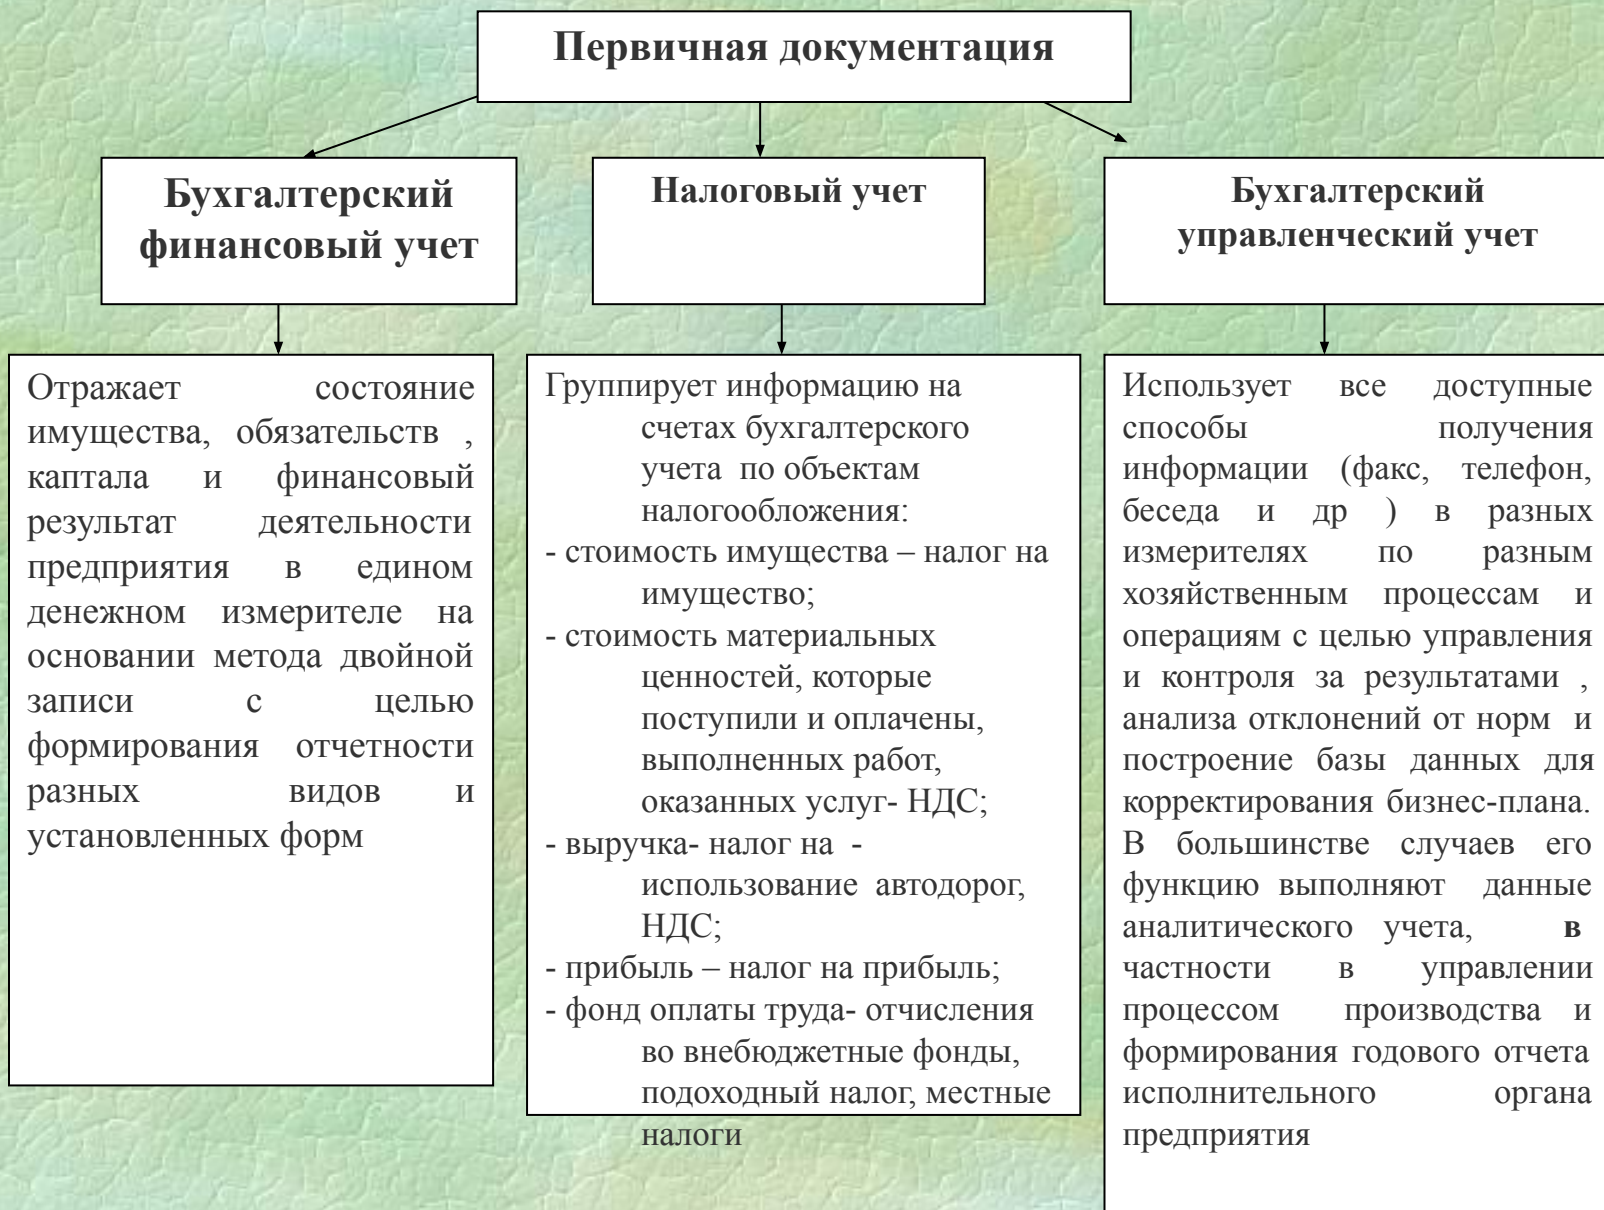 Первичная документация
Бухгалтерский
финансовый учет
Налоговый учет
Бухгалтерский
управленческий учет
Отражает состояние
имущества, обязательств ,
каптала и финансовый
результат деятельности
предприятия в едином
денежном измерителе на
основании метода двойной
записи с целью
формирования отчетности
разных видов и
установленных форм
Группирует информацию на
счетах бухгалтерского
учета по объектам
налогообложения:
- стоимость имущества – налог на
имущество;
- стоимость материальных
ценностей, которые
поступили и оплачены,
выполненных работ,
оказанных услуг- НДС;
- выручка- налог на -
использование автодорог,
НДС;
- прибыль – налог на прибыль;
- фонд оплаты труда- отчисления
во внебюджетные фонды,
подоходный налог, местные
налоги
Использует все доступные
способы получения
информации (факс, телефон,
беседа и др ) в разных
измерителях по разным
хозяйственным процессам и
операциям с целью управления
и контроля за результатами ,
анализа отклонений от норм и
построение базы данных для
корректирования бизнес-плана.
В большинстве случаев его
функцию выполняют данные
аналитического учета, в
частности в управлении
процессом производства и
формирования годового отчета
исполнительного органа
предприятия